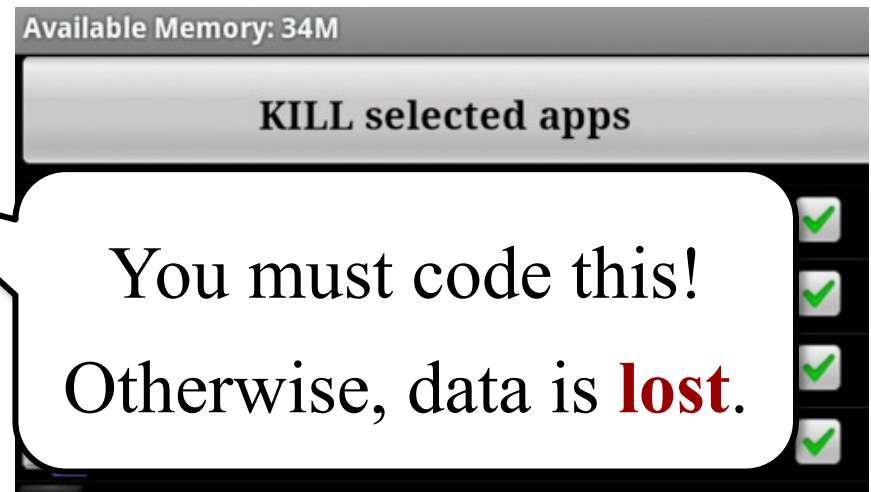 Available Memory: 34M
KILL selected apps
You must code this!
Otherwise, data is lost.